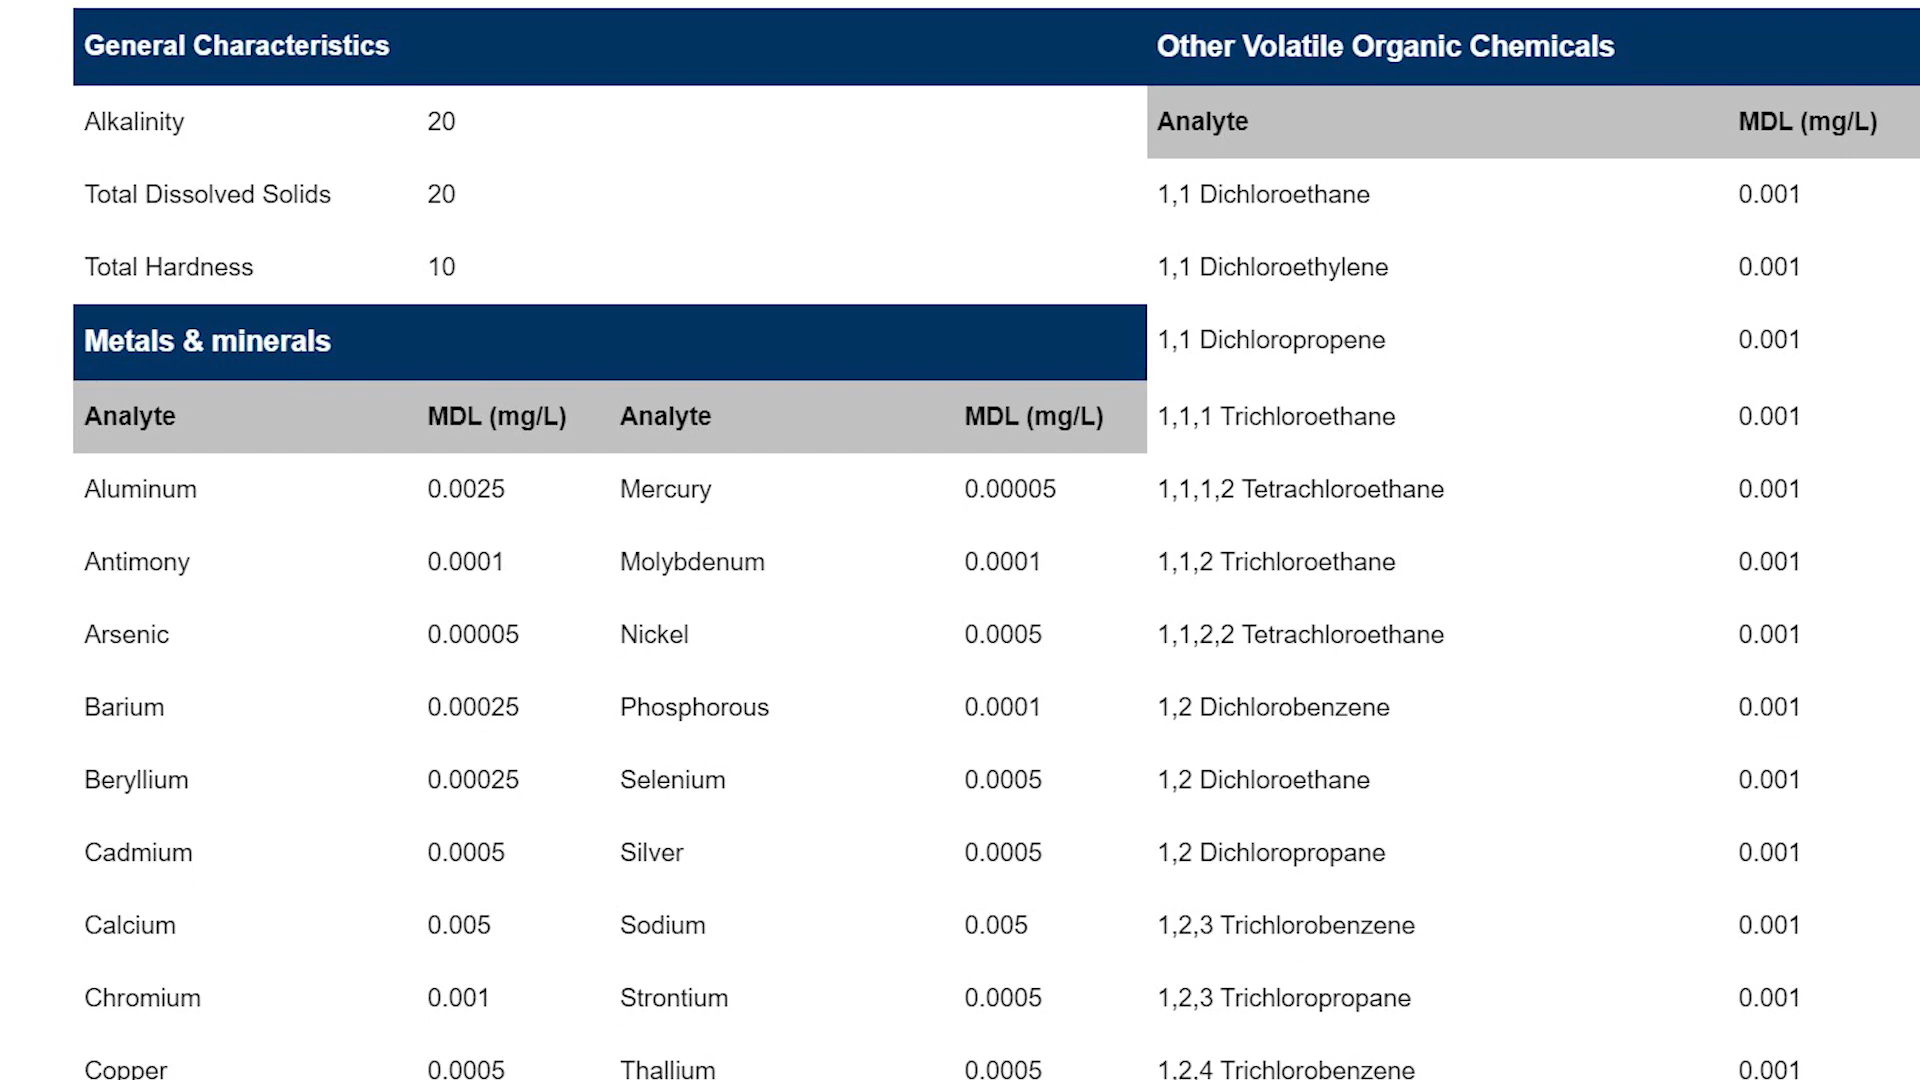 General Characteristics
Alkalinity 20
Total Dissolved Solids 20
Total Hardness 10
Metals & minerals
Analyte MDL (mg/L) Analyte MDL (mg/L)
Aluminum 0.0025 Mercury 0.00005
Antimony 0.0001 Molybdenum 0.0001
Arsenic 0.00005 Nickel 0.0005
Barium 0.00025 Phosphorous 0.0001
Beryllium 0.00025 Selenium 0.0005
Cadmium 0.0005 Silver 0.0005
Calcium 0.005 Sodium 0.005
Chromium 0.001 Strontium 0.0005
Copper 0.0005 Thallium 0.0005
Other Volatile Organic Chemicals
Analyte MDL (mg/L)
1,1 Dichloroethane 0.001
1,1 Dichloroethylene 0.001
1,1 Dichloropropene 0.001
1,1,1 Trichloroethane 0.001
1,1,1,2 Tetrachloroethane 0.001
1,1,2 Trichloroethane 0.001
1,1,2,2 Tetrachloroethane 0.001
1,2 Dichlorobenzene 0.001
1,2 Dichloroethane 0.001
1,2 Dichloropropane 0.001
1,2,3 Trichlorobenzene 0.001
1,2,3 Trichloropropane 0.001
1,2,4 Trichlorobenzene 0.001